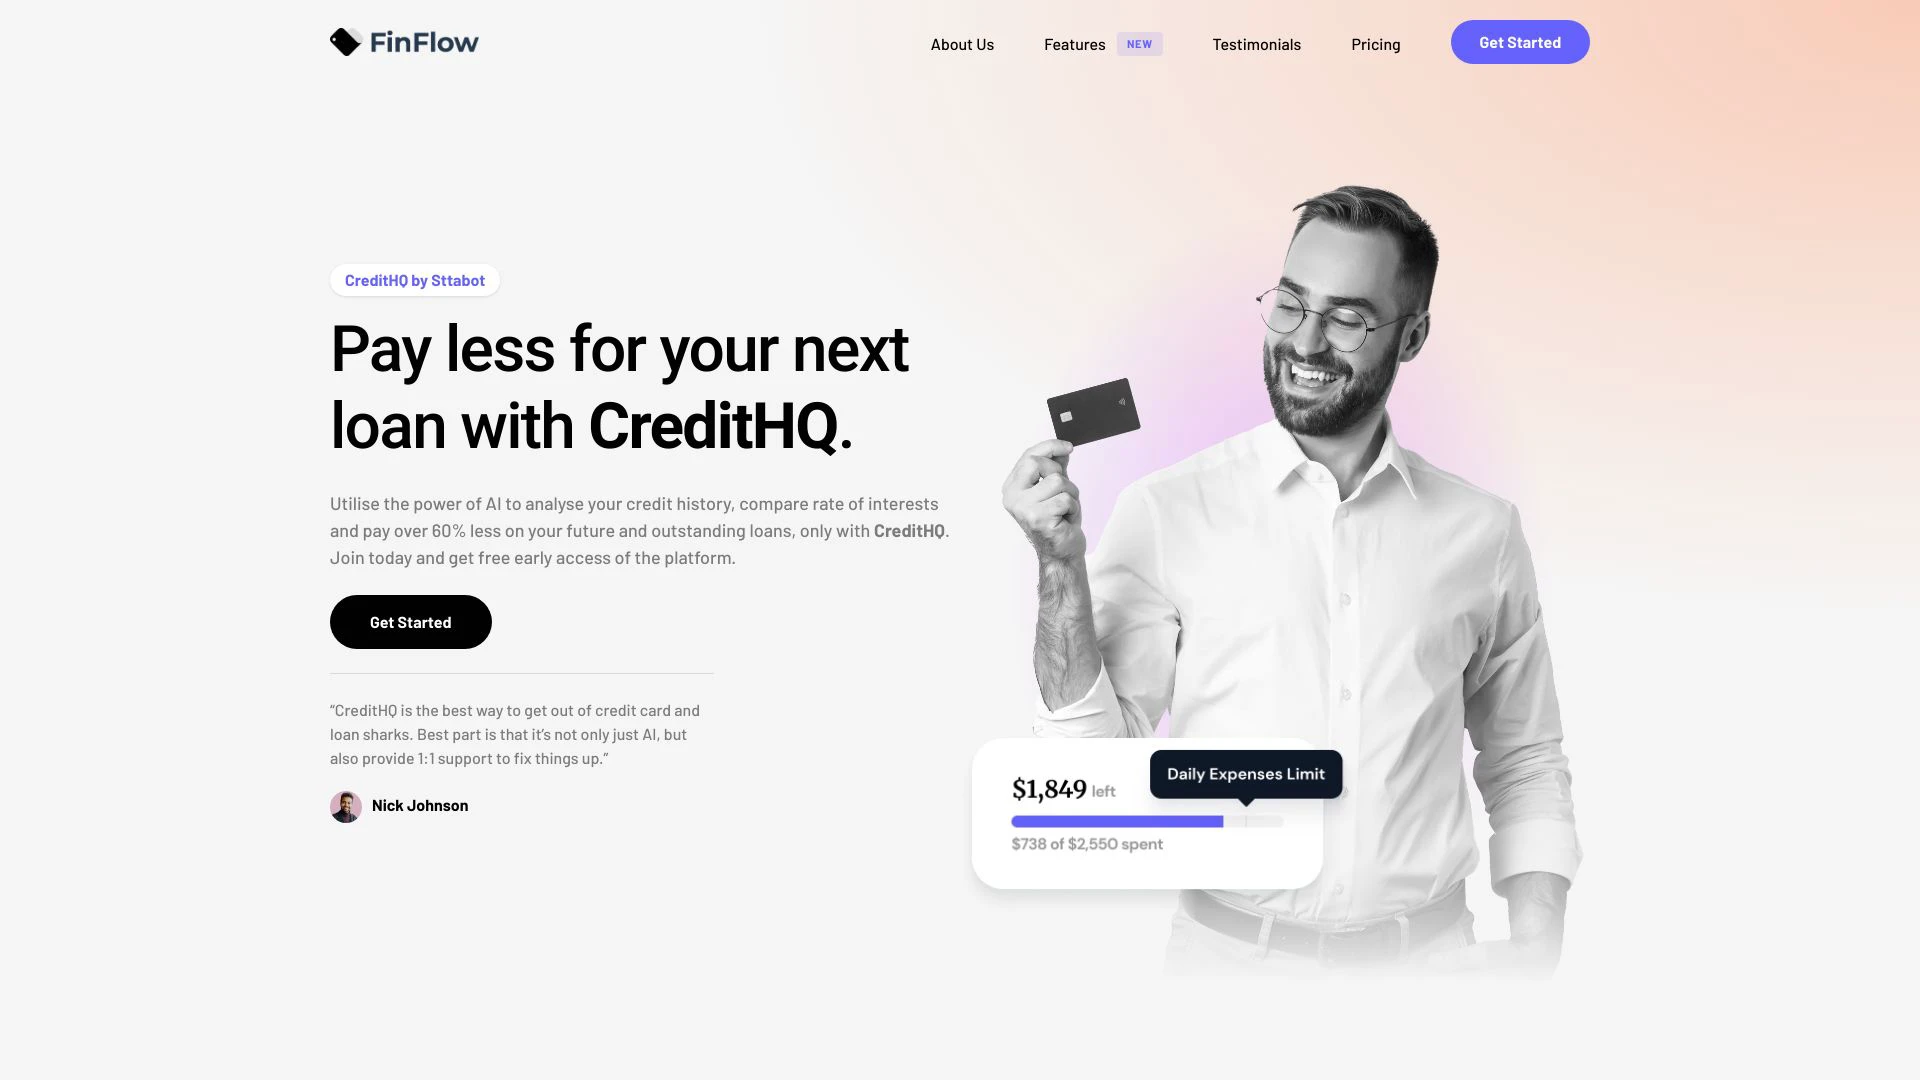 FinFlow
About Us
Features
NEW
Testimonials
Pricing
Get Started
CreditHQ by Sttabot
Pay less for your next
loan with CreditHQ.
Utilise the power of AI to analyse your credit history, compare rate of interests
and pay over 60% less on your future and outstanding loans, only with CreditHQ.
Join today and get free early access of the platform.
Get Started
“CreditHQ is the best way to get out of credit card and
loan sharks. Best part is that it’s not only just AI, but
also provide 1:1 support to fix things up.”
Nick Johnson
$1,849 left
Daily Expenses Limit
$738 of $2,550 spent